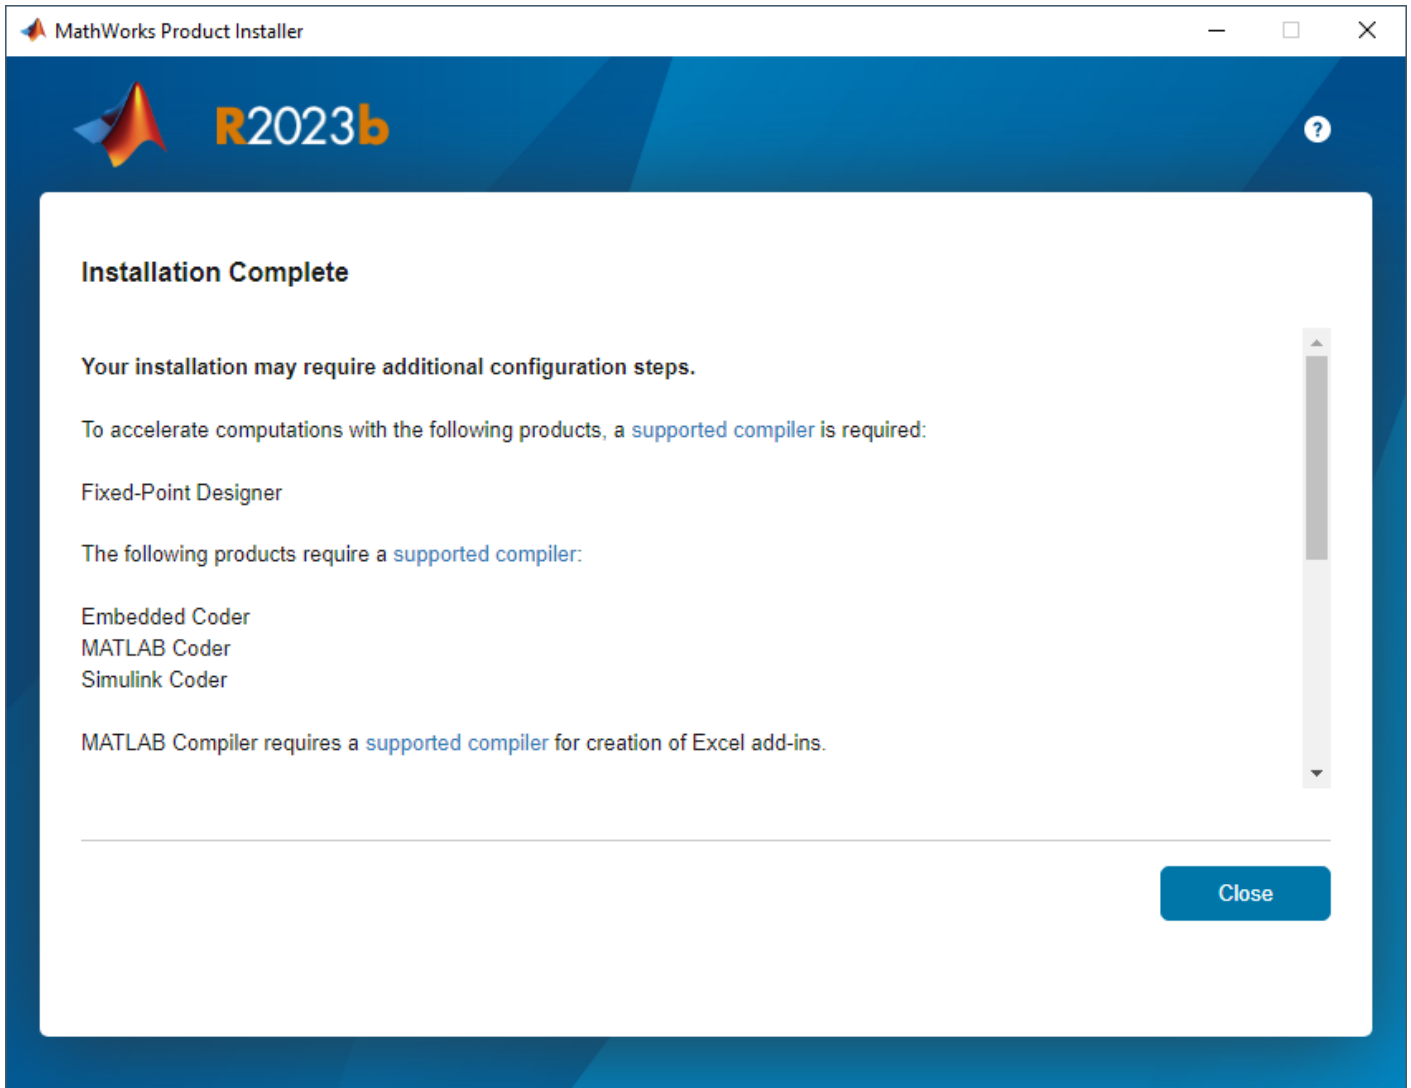 MathWorks Product Installer
R2023b
?
Installation Complete
Your installation may require additional configuration steps.
To accelerate computations with the following products, a supported compiler is required:
Fixed-Point Designer
The following products require a supported compiler:
Embedded Coder
MATLAB Coder
Simulink Coder
MATLAB Compiler requires a supported compiler for creation of Excel add-ins.
Close